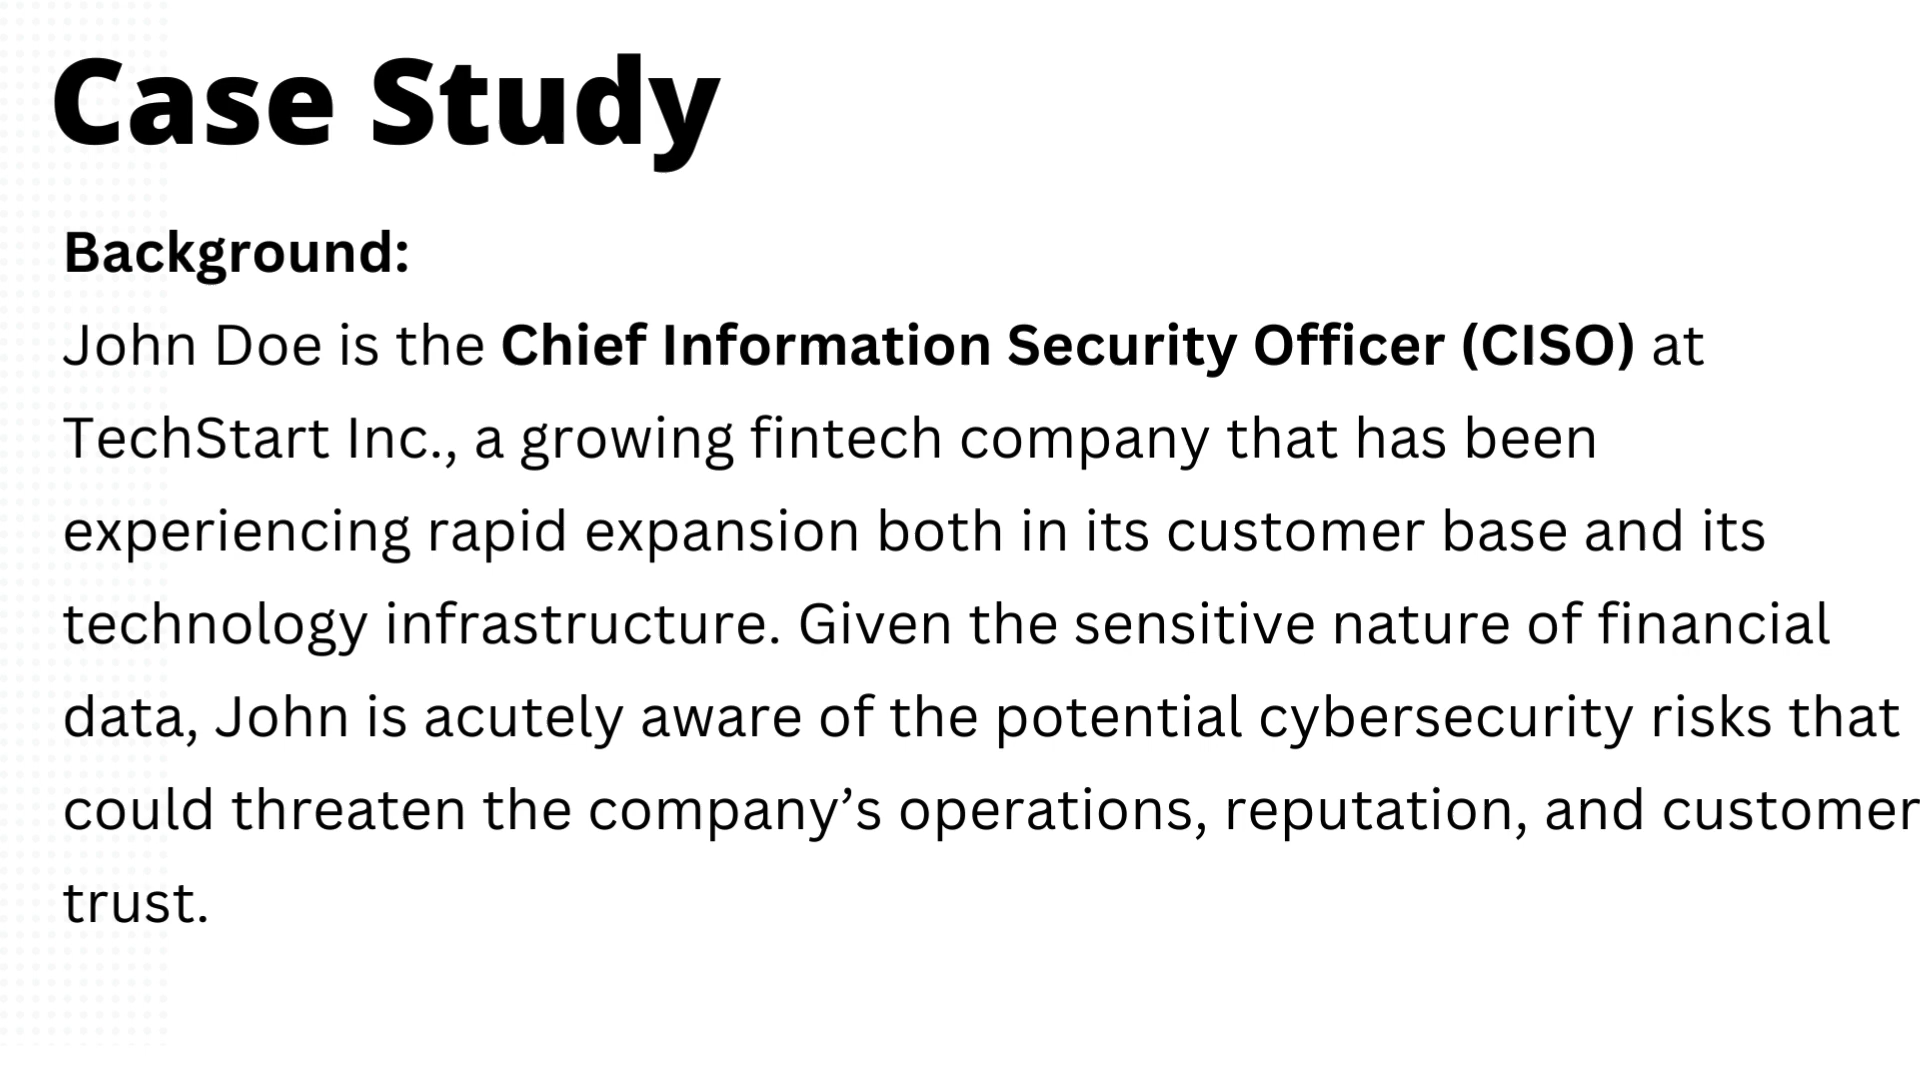 Case Study
Background:
John Doe is the Chief Information Security Officer (CISO) at
TechStart Inc., a growing fintech company that has been
experiencing rapid expansion both in its customer base and its
technology infrastructure. Given the sensitive nature of financial
data, John is acutely aware of the potential cybersecurity risks that
could threaten the company’s operations, reputation, and customer
trust.